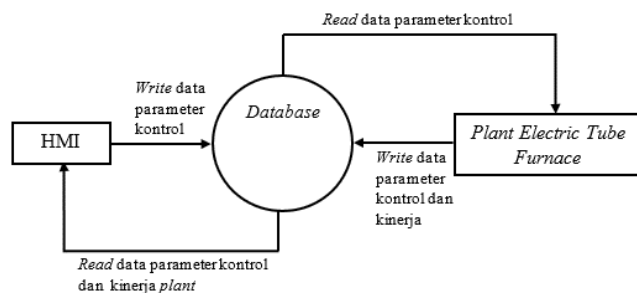 Read data parameter kontrol
Write data
parameter
kontrol
Database
HMI
Plant Electric Tube
Furnace
Write data
parameter
kontrol dan
kinerja
Read data parameter kontrol
dan kinerja plant